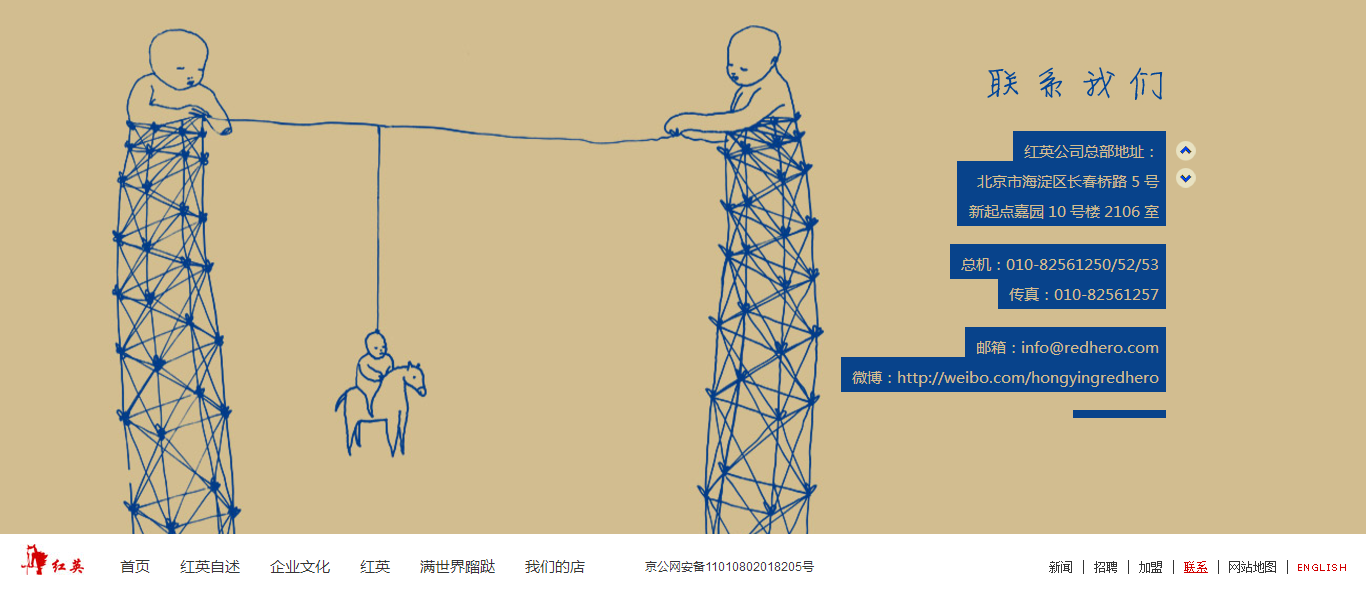 联系我们
红英公司总部地址：
北京市海淀区长春桥路 5 号
新起点嘉园 10 号楼 2106 室
总机：010-82561250/52/53
传真：010-82561257
邮箱：info@redhero.com
微博：http://weibo.com/hongyingredhero
红英 首页 红英自述 企业文化 红英 满世界蹓跶 我们的店 京公网安备11010802018205号 新闻 | 招聘 | 加盟 | 联系 | 网站地图 | ENGLISH